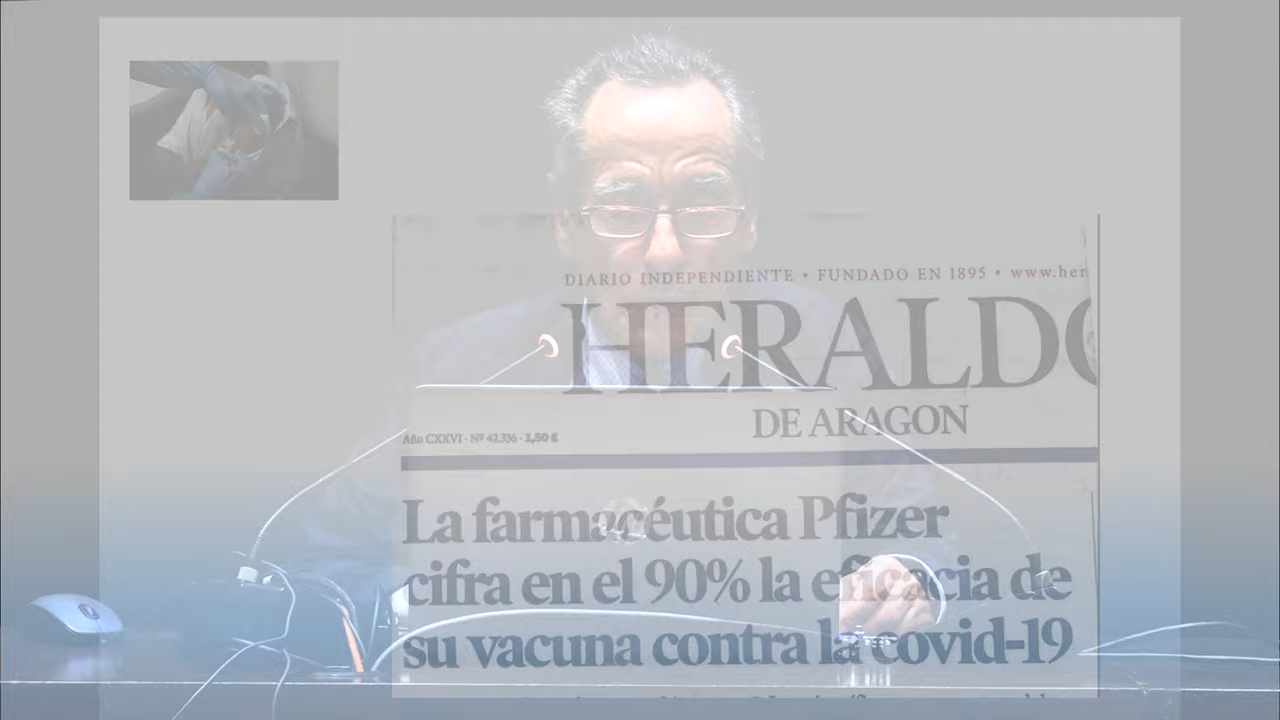 DIARIO INDEPENDIENTE • FUNDADO EN 1895 • www.her
HERALDO
DE ARAGON
Año CXXVI · Nº 42.336 · 1,50 €
La farmacéutica Pfizer
cifra en el 90% la eficacia de
su vacuna contra la covid-19